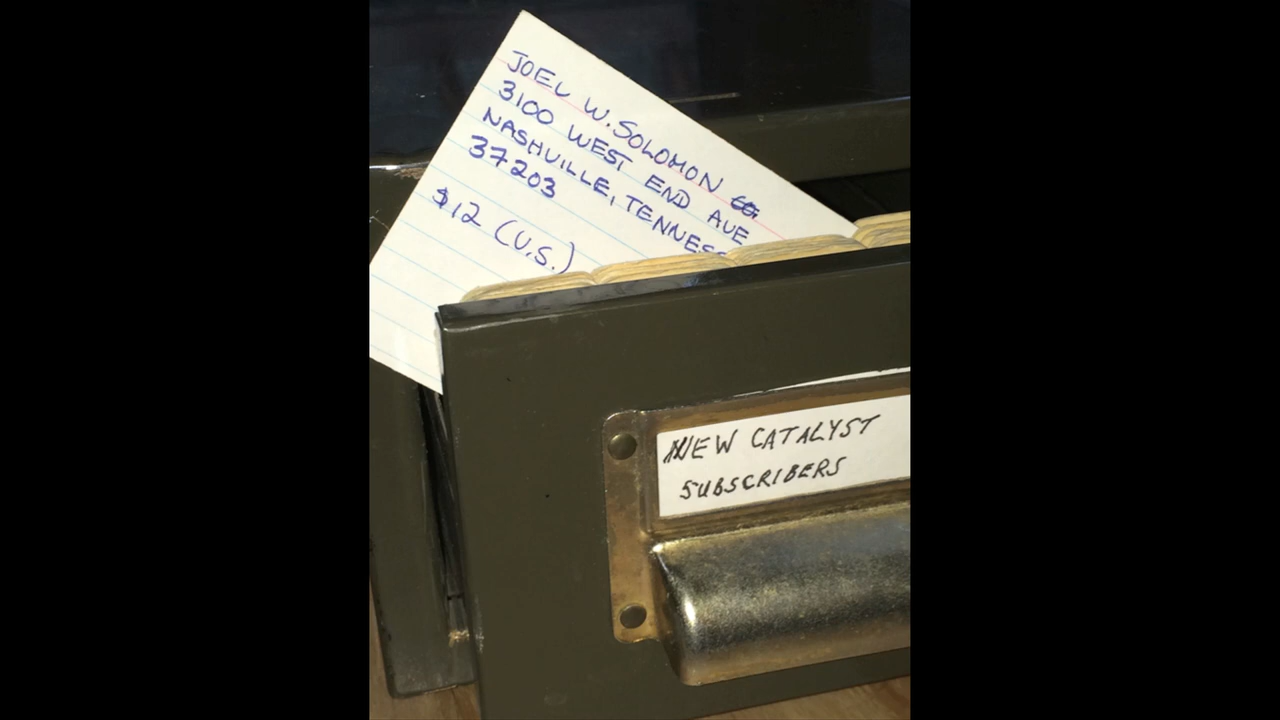 JOEL W. SOLOMON
3100 WEST END AVE
NASHVILLE, TENNESS
37203
$12 (U.S.)
NEW CATALYST
SUBSCRIBERS